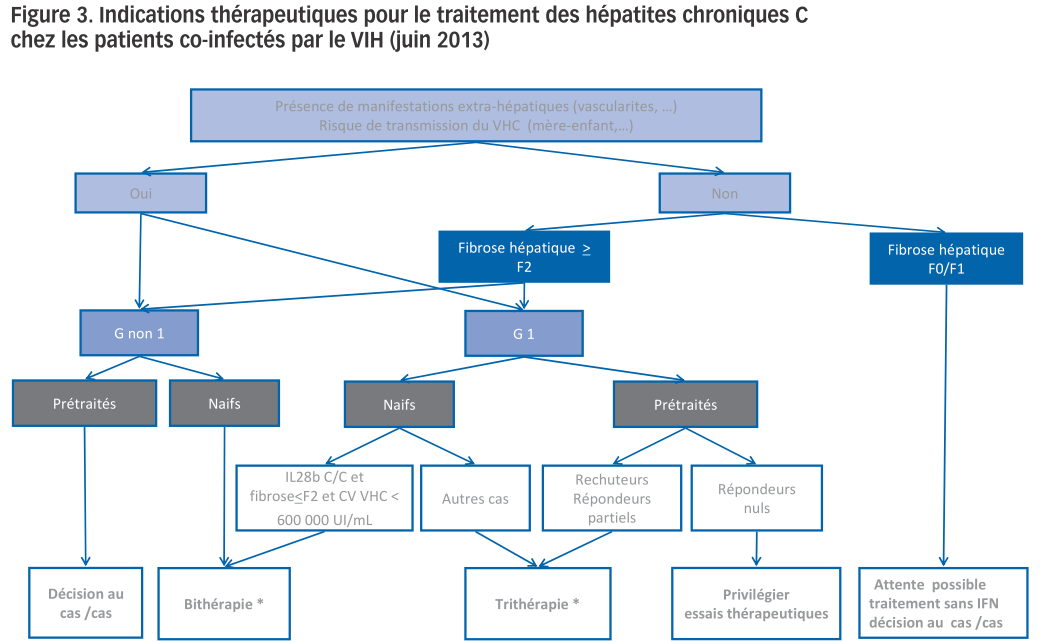 Figure 3. Indications thérapeutiques pour le traitement des hépatites chroniques C
chez les patients co-infectés par le VIH (juin 2013)
Présence de manifestations extra-hépatiques (vascularites, ...)
Risque de transmission du VHC (mère-enfant,...)
Oui
Non
Fibrose hépatique ≥
F2
Fibrose hépatique
F0/F1
G non 1
G 1
Prétraités
Naifs
Naifs
Prétraités
IL28b C/C et
fibrose≤F2 et CV VHC <
600 000 UI/mL
Autres cas
Rechuteurs
Répondeurs
partiels
Répondeurs
nuls
Décision au
cas /cas
Bithérapie *
Trithérapie *
Privilégier
essais thérapeutiques
Attente possible
traitement sans IFN
décision au cas /cas